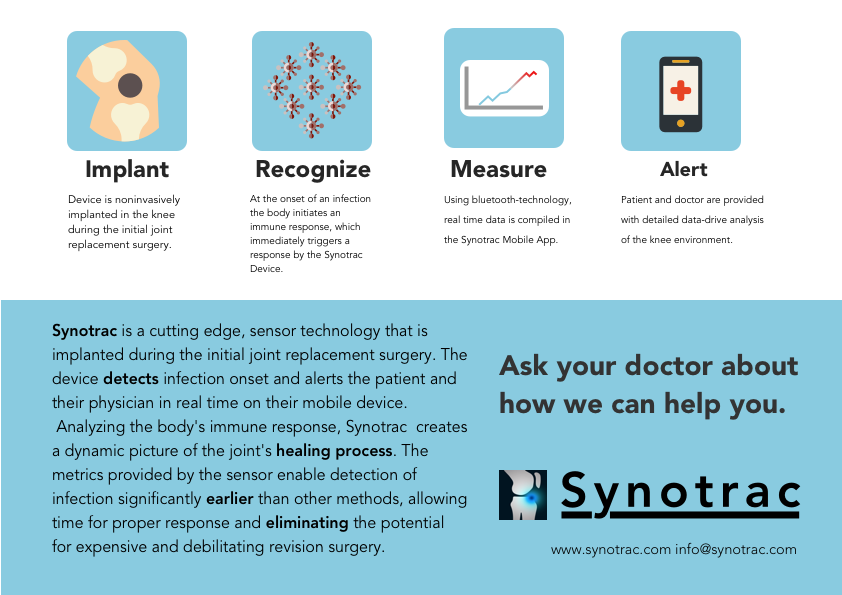 Implant
Device is noninvasively
implanted in the knee
during the initial joint
replacement surgery.
Recognize
At the onset of an infection
the body initiates an
immune response, which
immediately triggers a
response by the Synotrac
Device.
Measure
Using bluetooth-technology,
real time data is compiled in
the Synotrac Mobile App.
Alert
Patient and doctor are provided
with detailed data-drive analysis
of the knee environment.
Synotrac is a cutting edge, sensor technology that is
implanted during the initial joint replacement surgery. The
device detects infection onset and alerts the patient and
their physician in real time on their mobile device.
Analyzing the body's immune response, Synotrac creates
a dynamic picture of the joint's healing process. The
metrics provided by the sensor enable detection of
infection significantly earlier than other methods, allowing
time for proper response and eliminating the potential
for expensive and debilitating revision surgery.
Ask your doctor about
how we can help you.
Synotrac
www.synotrac.com info@synotrac.com